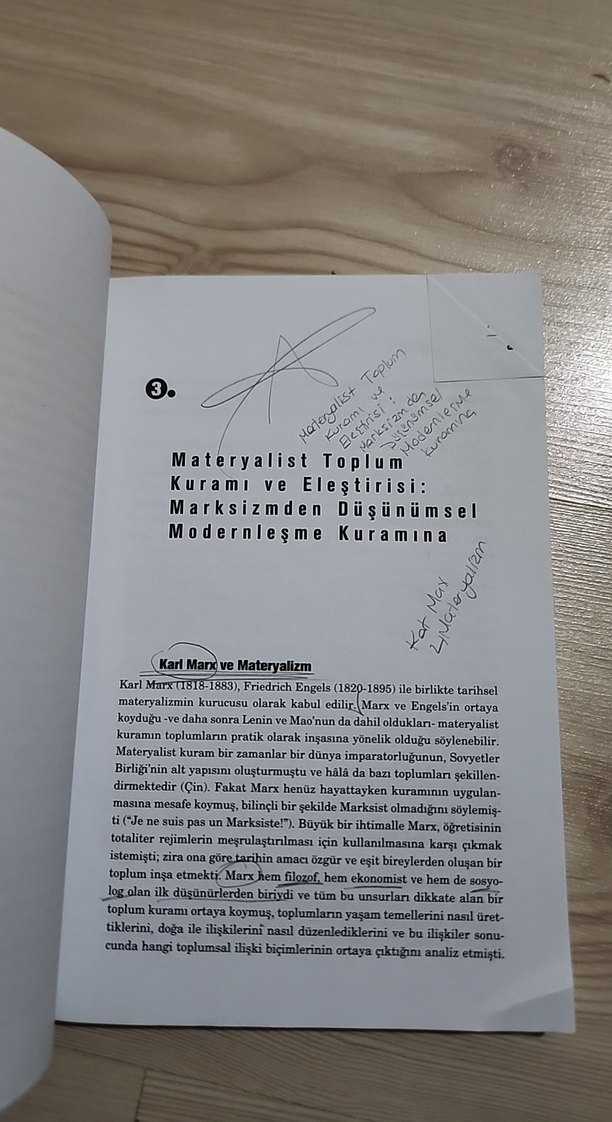 3.
Materyalist Toplum
Kuramı ve
Eleştirisi:
Marksizmden
Düşünümsel
Modernleşme
kuramına
Materyalist Toplum
Kuramı ve Eleştirisi:
Marksizmden Düşünümsel
Modernleşme Kuramına
Kat Max
Materyalizm
Karl Marx ve Materyalizm
Karl Marx (1818-1883), Friedrich Engels (1820-1895) ile birlikte tarihsel
materyalizmin kurucusu olarak kabul edilir. Marx ve Engels'in ortaya
koyduğu -ve daha sonra Lenin ve Mao'nun da dahil oldukları- materyalist
kuramın toplumların pratik olarak inşasına yönelik olduğu söylenebilir.
Materyalist kuram bir zamanlar bir dünya imparatorluğunun, Sovyetler
Birliği'nin alt yapısını oluşturmuştu ve hâlâ da bazı toplumları şekillen-
dirmektedir (Çin). Fakat Marx henüz hayattayken kuramının uygulan-
masına mesafe koymuş, bilinçli bir şekilde Marksist olmadığını söylemiş-
ti ("Je ne suis pas un Marksiste!"). Büyük bir ihtimalle Marx, öğretisinin
totaliter rejimlerin meşrulaştırılması için kullanılmasına karşı çıkmak
istemişti; zira ona göre tarihin amacı özgür ve eşit bireylerden oluşan bir
toplum inşa etmekti. Marx hem filozof, hem ekonomist ve hem de sosyo-
log olan ilk düşünürlerden biriydi ve tüm bu unsurları dikkate alan bir
toplum kuramı ortaya koymuş, toplumların yaşam temellerini nasıl üret-
tiklerini, doğa ile ilişkilerini nasıl düzenlediklerini ve bu ilişkiler sonu-
cunda hangi toplumsal ilişki biçimlerinin ortaya çıktığını analiz etmişti.